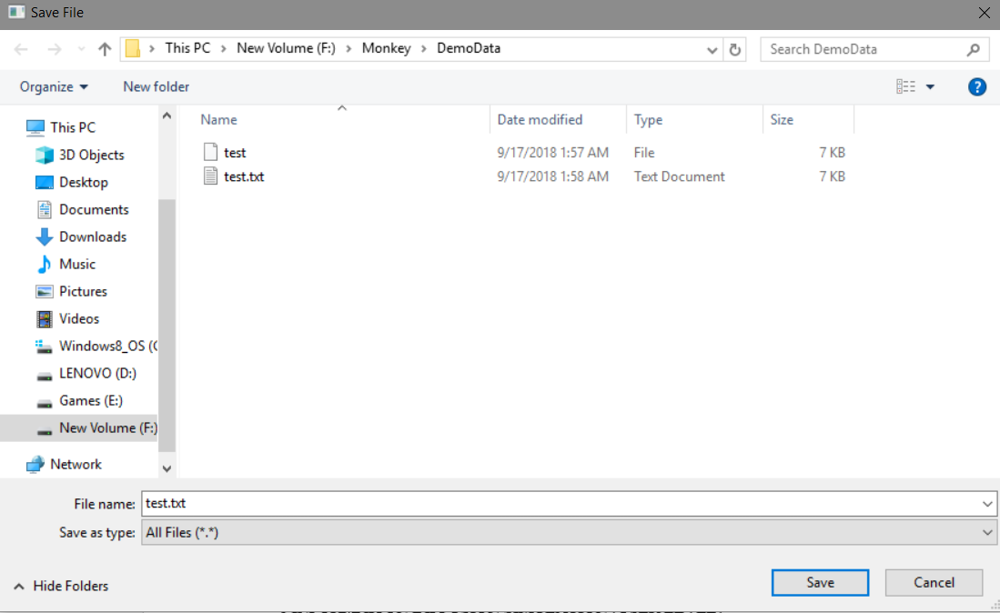 Save File
This PC > New Volume (F:) > Monkey > DemoData
Search DemoData
Organize
New folder
?
Name
Date modified
Type
Size
test 9/17/2018 1:57 AM File 7 KB
test.txt 9/17/2018 1:58 AM Text Document 7 KB
This PC
3D Objects
Desktop
Documents
Downloads
Music
Pictures
Videos
Windows8_OS (
LENOVO (D:)
Games (E:)
New Volume (F:)
Network
File name: test.txt
Save as type: All Files (*.*)
Hide Folders
Save
Cancel